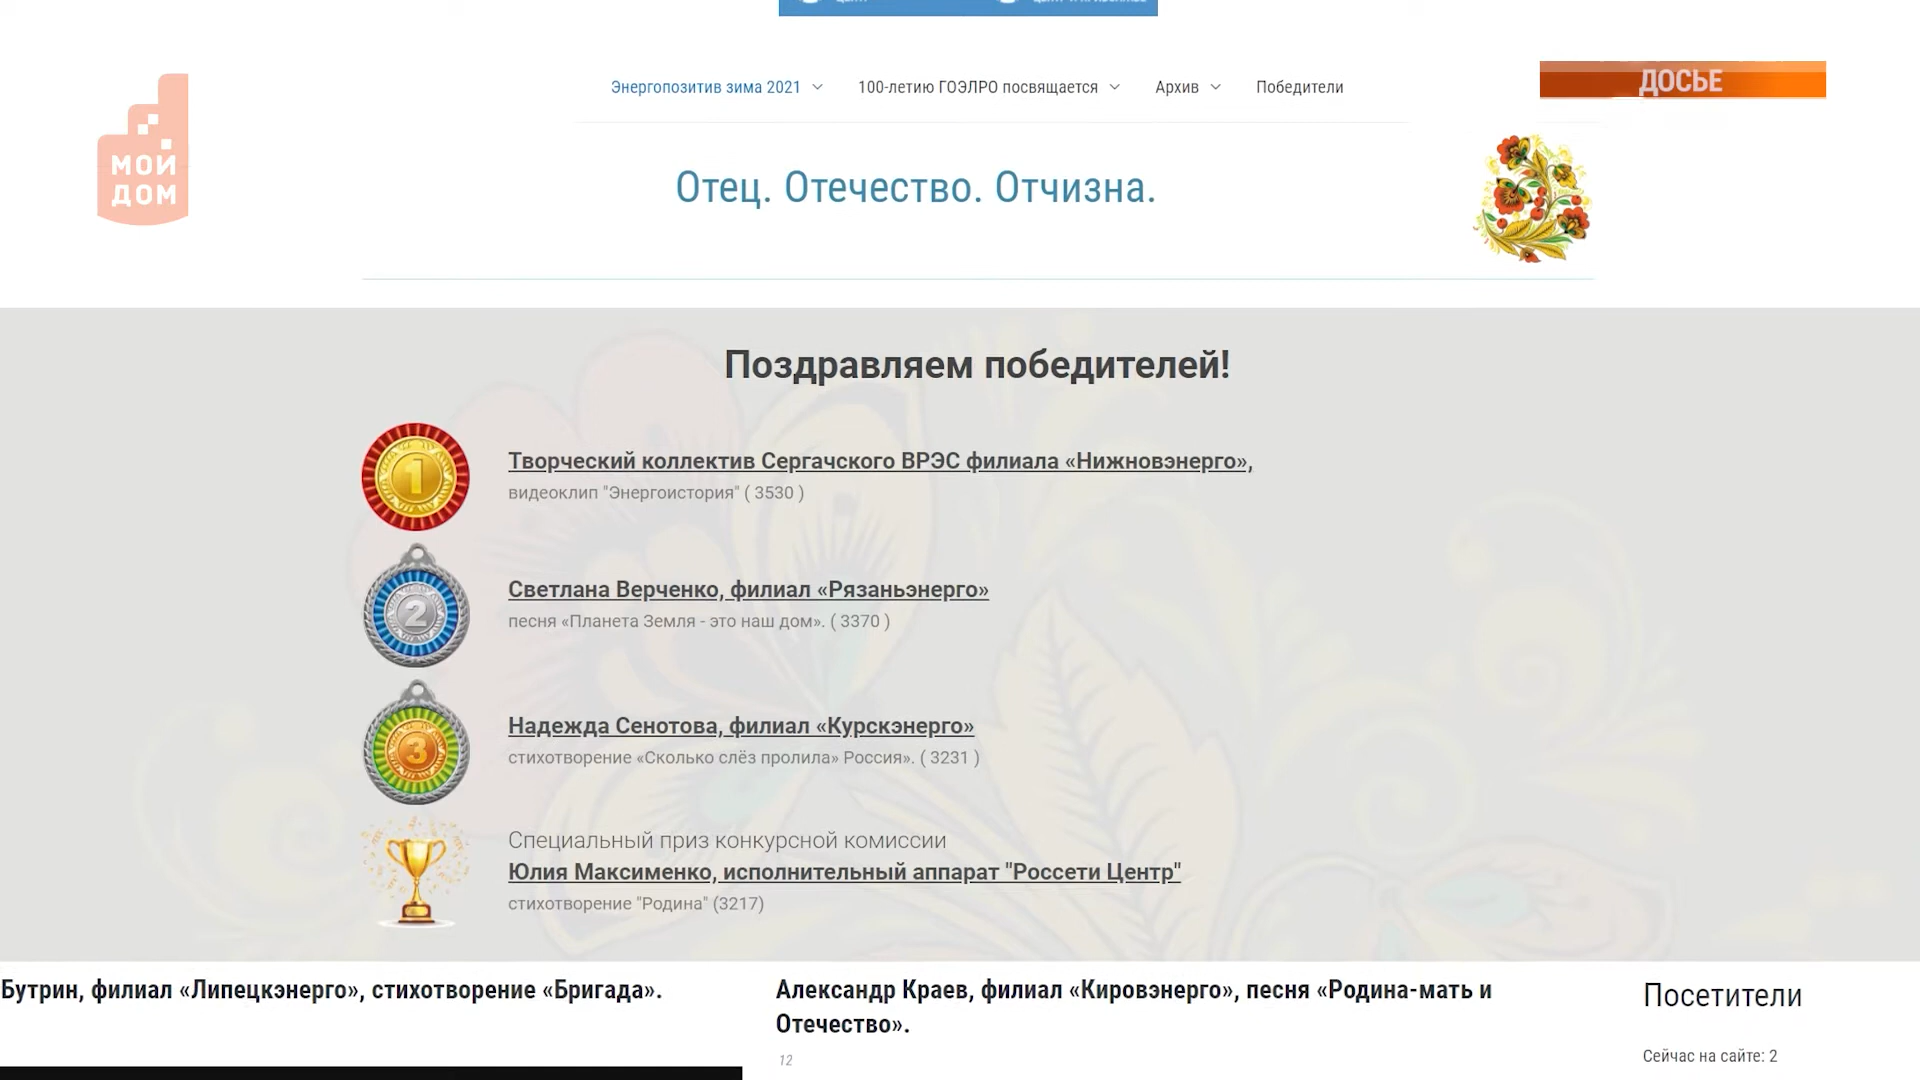 Энергопозитив зима 2021
100-летию ГОЭЛРО посвящается
Архив
Победители
ДОСЬЕ
МОЙ
ДОМ
Отец. Отечество. Отчизна.
Поздравляем победителей!
1
Творческий коллектив Сергачского ВРЭС филиала «Нижновэнерго»,
видеоклип "Энергоистория" ( 3530 )
2
Светлана Верченко, филиал «Рязаньэнерго»
песня «Планета Земля - это наш дом». ( 3370 )
3
Надежда Сенотова, филиал «Курскэнерго»
стихотворение «Сколько слёз пролила» Россия». ( 3231 )
Специальный приз конкурсной комиссии
Юлия Максименко, исполнительный аппарат "Россети Центр"
стихотворение "Родина" (3217)
Бутрин, филиал «Липецкэнерго», стихотворение «Бригада».
Александр Краев, филиал «Кировэнерго», песня «Родина-мать и
Отечество».
12
Посетители
Сейчас на сайте: 2